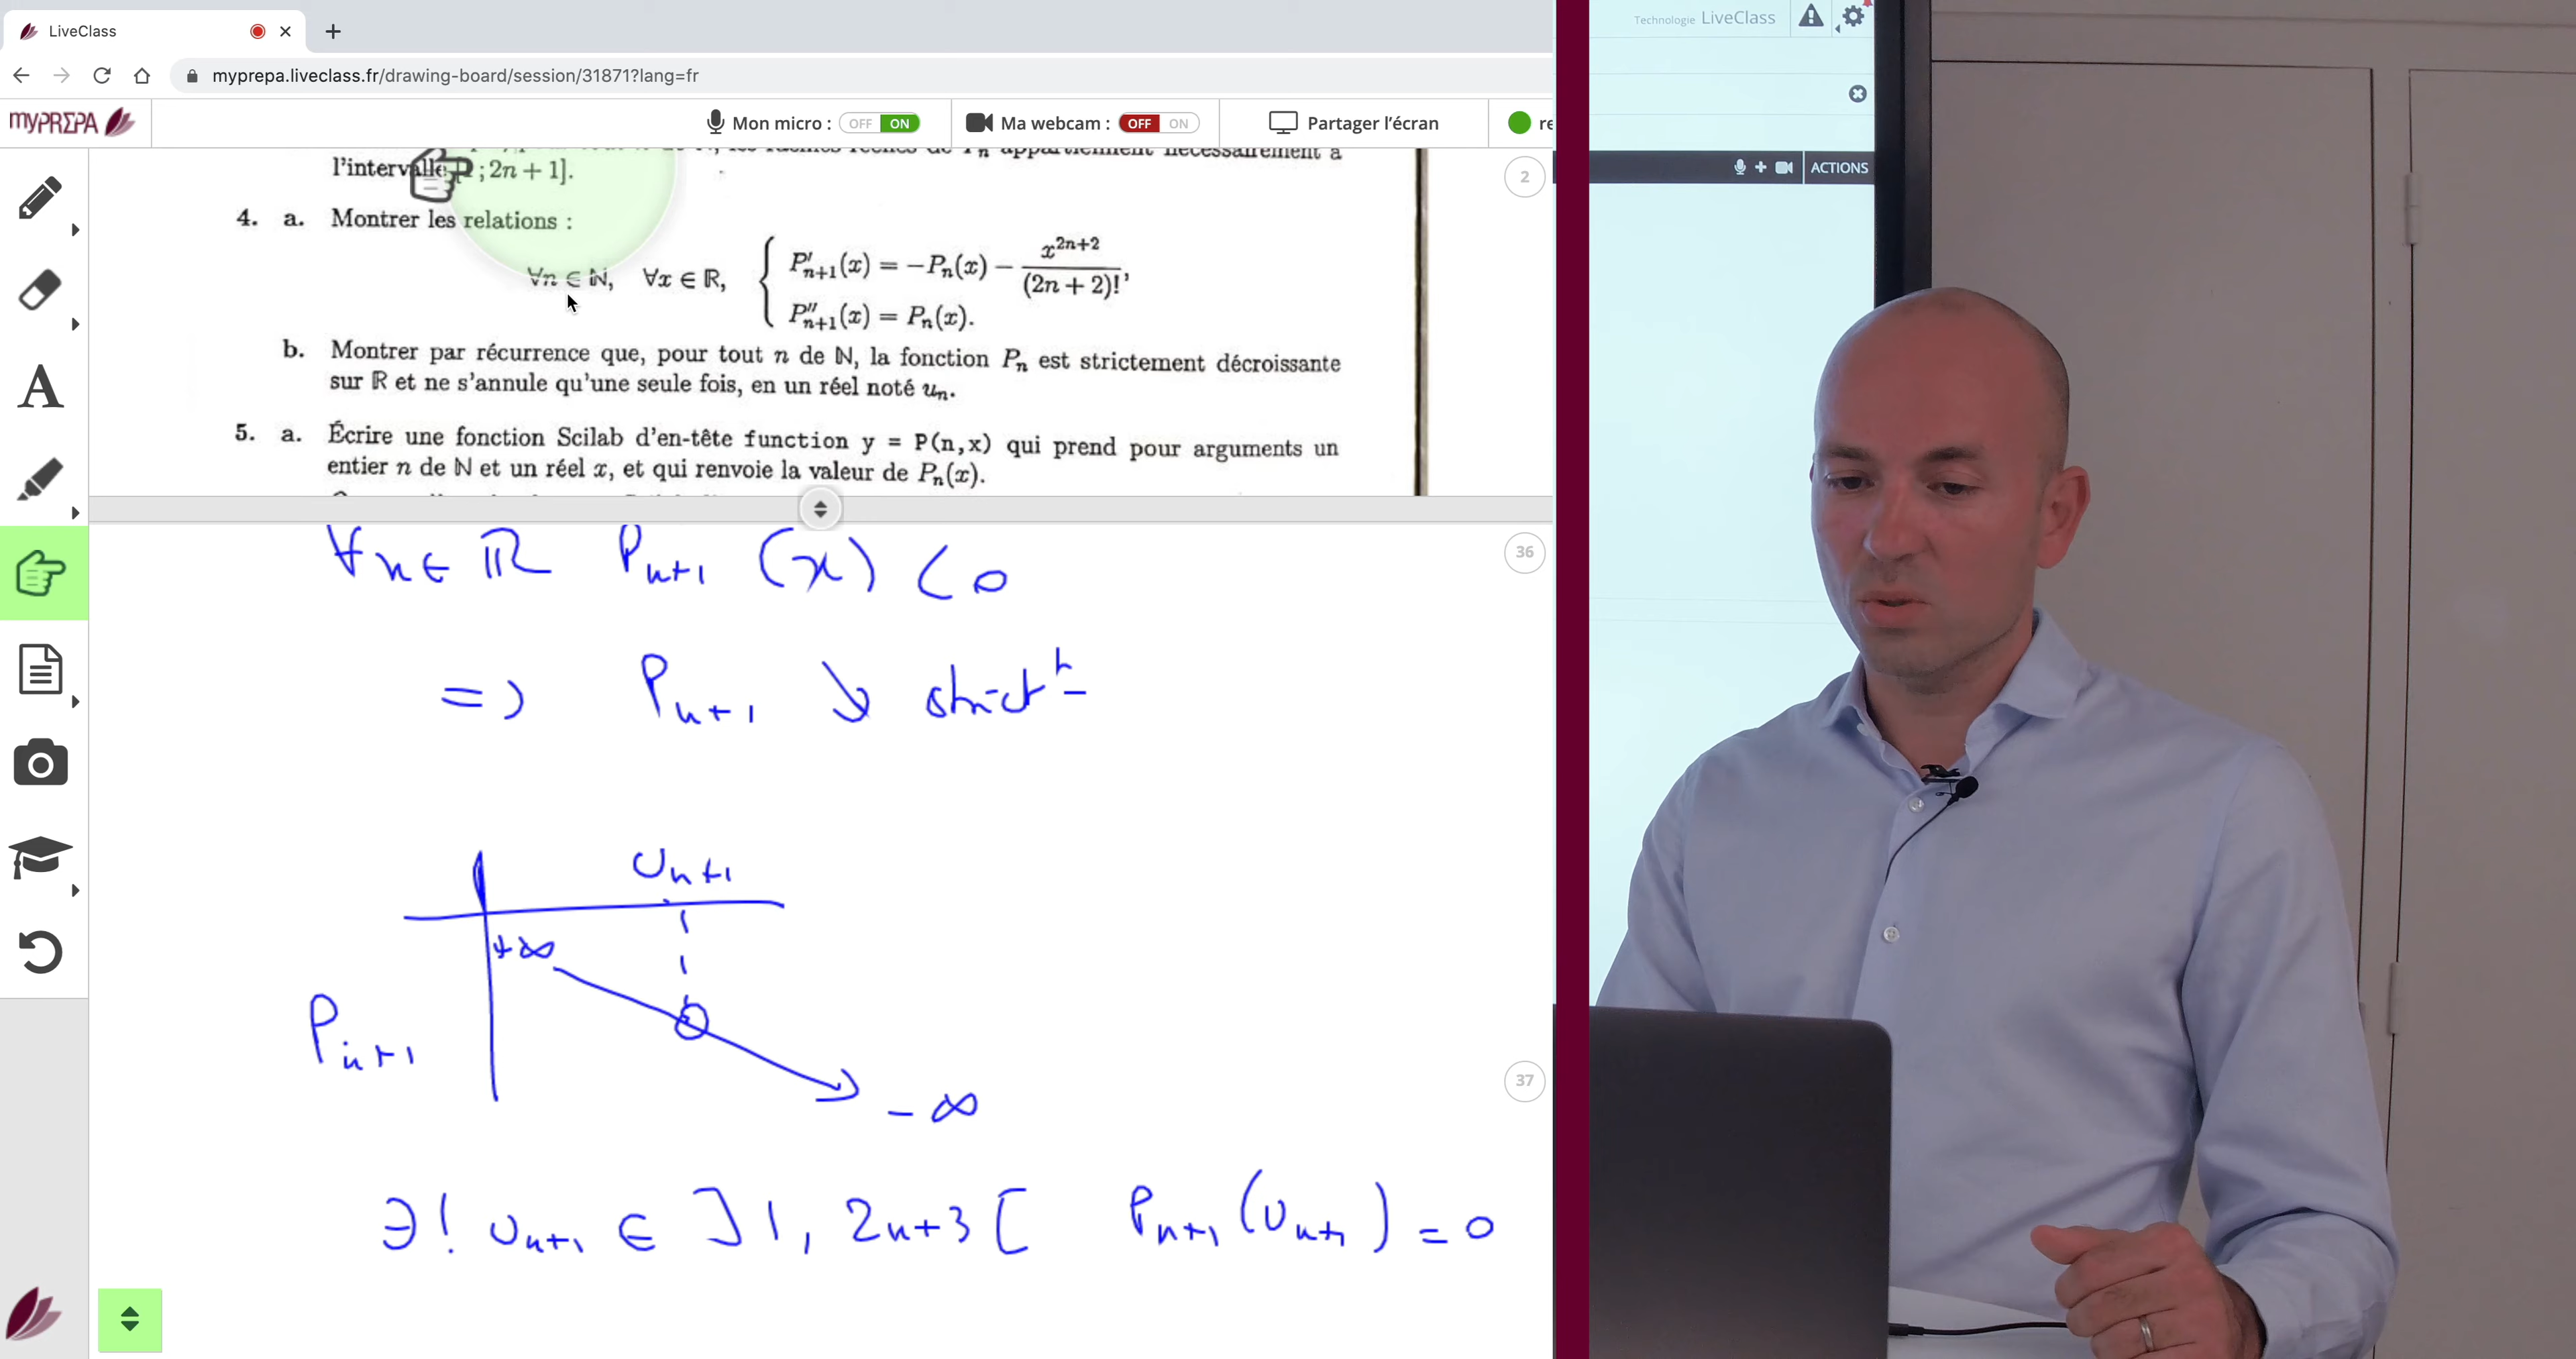 LiveClass
myprepa.liveclass.fr/drawing-board/session/31871?lang=fr
myPREPA
Mon micro : OFF ON
Ma webcam : OFF ON
Partager l'écran
re
Technologie LiveClass
ACTIONS
appartiennent nécessairement à
l'intervalle ; 2n + 1].
2
4. a. Montrer les relations :
∀n ∈ ℕ, ∀x ∈ ℝ, { P'ₙ₊₁(x) = −Pₙ(x) − x²ⁿ⁺²/(2n + 2)!,
P''ₙ₊₁(x) = Pₙ(x).
b. Montrer par récurrence que, pour tout n de ℕ, la fonction Pₙ est strictement décroissante
sur ℝ et ne s'annule qu'une seule fois, en un réel noté uₙ.
5. a. Écrire une fonction Scilab d'en-tête function y = P(n,x) qui prend pour arguments un
entier n de ℕ et un réel x, et qui renvoie la valeur de Pₙ(x).
A
∀x ∈ ℝ Pₙ₊₁ (x) < 0
36
=> Pₙ₊₁ ↘ strictᵗ
Uₙ₊₁
+∞
Pₙ₊₁
−∞
37
∃! Uₙ₊₁ ∈ ]1, 2n+3[ Pₙ₊₁(Uₙ₊₁) = 0